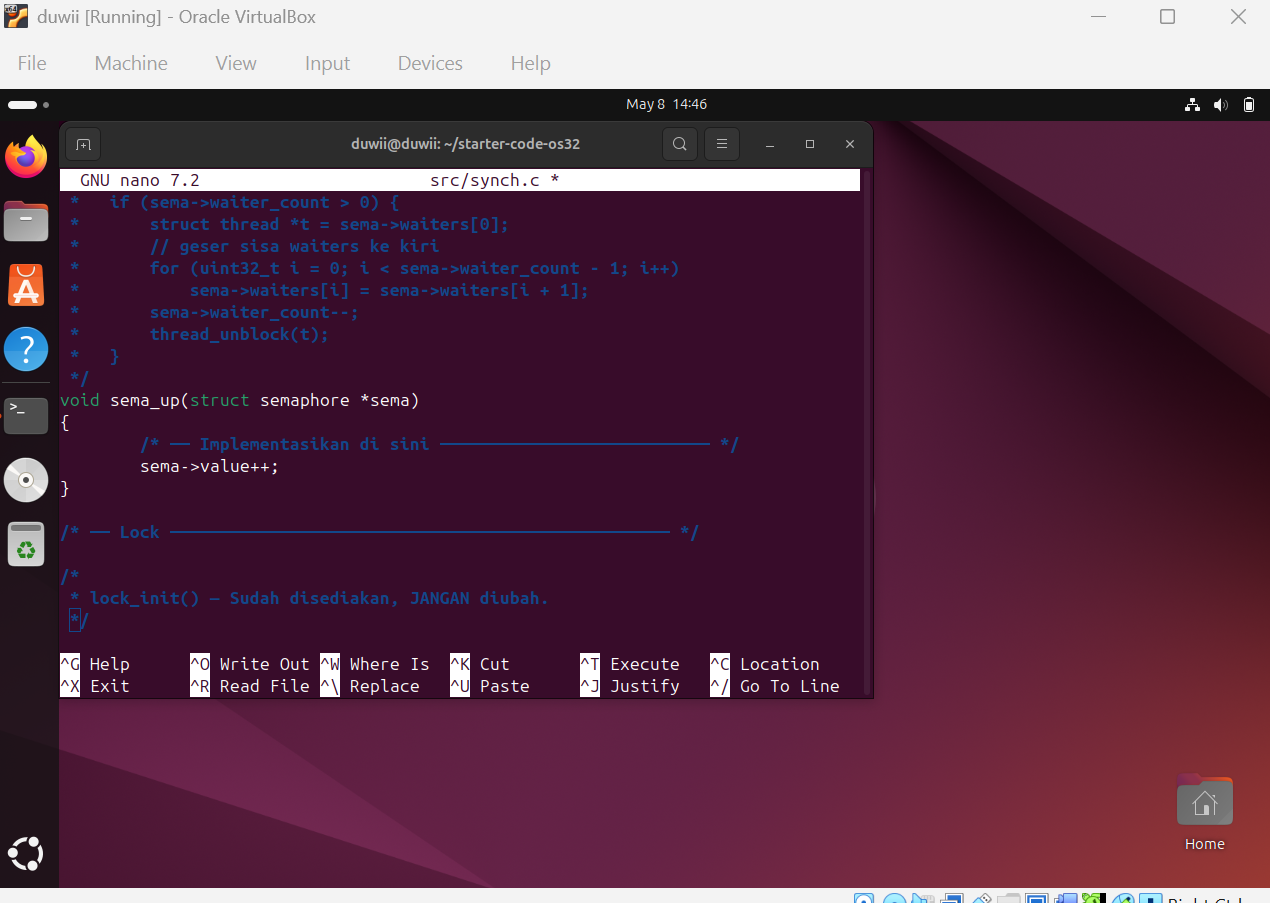 duwii [Running] - Oracle VirtualBox
File Machine View Input Devices Help
May 8 14:46
duwii@duwii: ~/starter-code-os32
GNU nano 7.2 src/synch.c *
 *   if (sema->waiter_count > 0) {
 *       struct thread *t = sema->waiters[0];
 *       // geser sisa waiters ke kiri
 *       for (uint32_t i = 0; i < sema->waiter_count - 1; i++)
 *           sema->waiters[i] = sema->waiters[i + 1];
 *       sema->waiter_count--;
 *       thread_unblock(t);
 *   }
 */
void sema_up(struct semaphore *sema)
{
        /* ── Implementasikan di sini ─────────────────────────── */
        sema->value++;
}
/* ── Lock ────────────────────────────────────────────────── */
/*
 * lock_init() — Sudah disediakan, JANGAN diubah.
 */
^G Help ^O Write Out ^W Where Is ^K Cut ^T Execute ^C Location
^X Exit ^R Read File ^\ Replace ^U Paste ^J Justify ^/ Go To Line
Home